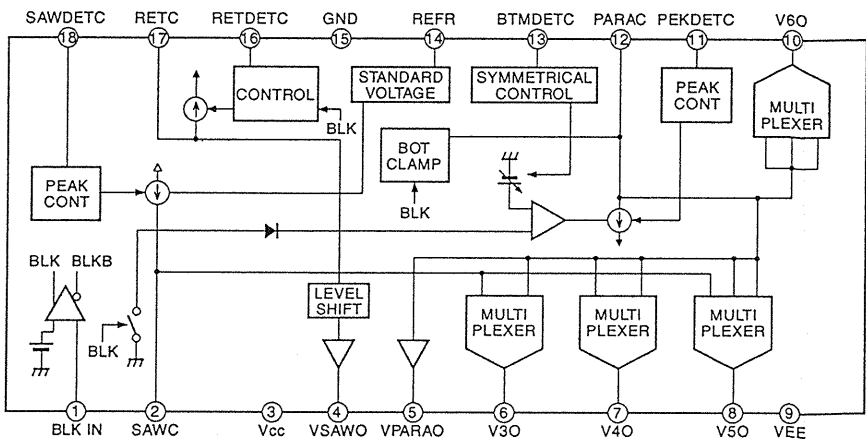 SAWDETC RETC RETDETC GND REFR BTMDETC PARAC PEKDETC V6O
18 17 16 15 14 13 12 11 10
CONTROL
BLK
STANDARD
VOLTAGE
SYMMETRICAL
CONTROL
PEAK
CONT
MULTI
PLEXER
PEAK
CONT
BOT
CLAMP
BLK
BLK BLKB
BLK
LEVEL
SHIFT
MULTI
PLEXER
MULTI
PLEXER
MULTI
PLEXER
1 2 3 4 5 6 7 8 9
BLK IN SAWC Vcc VSAWO VPARAO V3O V4O V5O VEE